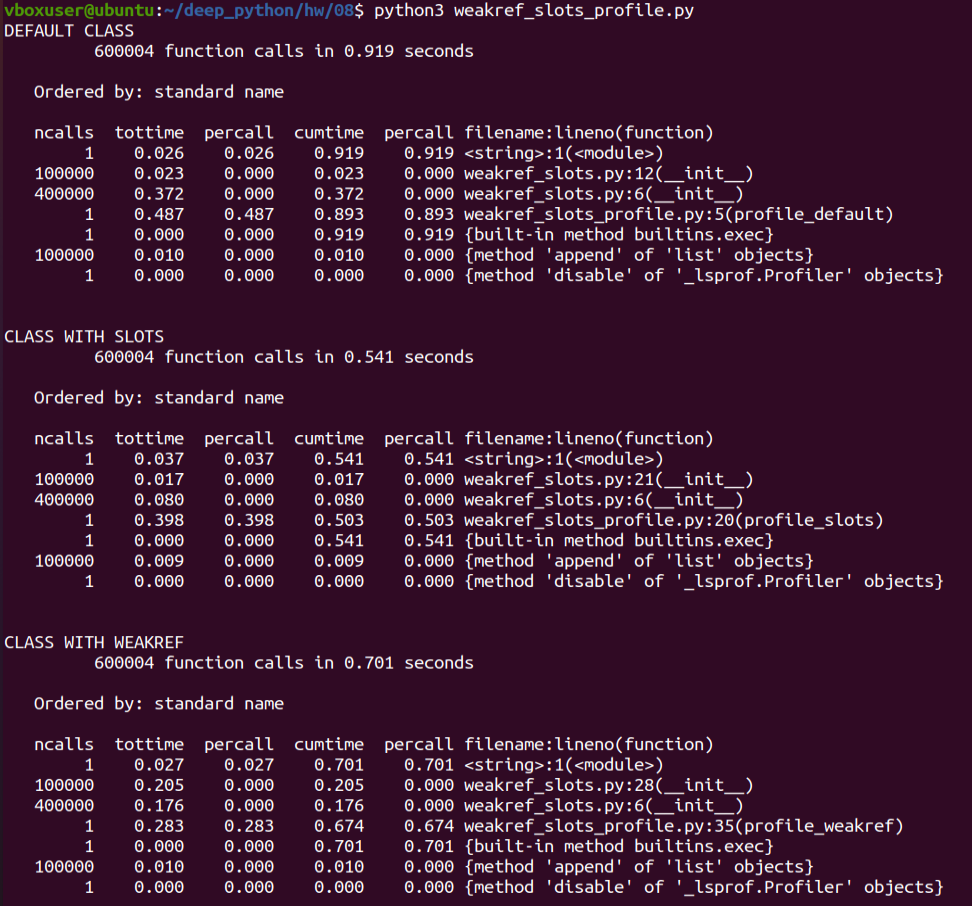 vboxuser@ubuntu:~/deep_python/hw/08$ python3 weakref_slots_profile.py
DEFAULT CLASS
         600004 function calls in 0.919 seconds

   Ordered by: standard name

   ncalls  tottime  percall  cumtime  percall filename:lineno(function)
        1    0.026    0.026    0.919    0.919 <string>:1(<module>)
   100000    0.023    0.000    0.023    0.000 weakref_slots.py:12(__init__)
   400000    0.372    0.000    0.372    0.000 weakref_slots.py:6(__init__)
        1    0.487    0.487    0.893    0.893 weakref_slots_profile.py:5(profile_default)
        1    0.000    0.000    0.919    0.919 {built-in method builtins.exec}
   100000    0.010    0.000    0.010    0.000 {method 'append' of 'list' objects}
        1    0.000    0.000    0.000    0.000 {method 'disable' of '_lsprof.Profiler' objects}


CLASS WITH SLOTS
         600004 function calls in 0.541 seconds

   Ordered by: standard name

   ncalls  tottime  percall  cumtime  percall filename:lineno(function)
        1    0.037    0.037    0.541    0.541 <string>:1(<module>)
   100000    0.017    0.000    0.017    0.000 weakref_slots.py:21(__init__)
   400000    0.080    0.000    0.080    0.000 weakref_slots.py:6(__init__)
        1    0.398    0.398    0.503    0.503 weakref_slots_profile.py:20(profile_slots)
        1    0.000    0.000    0.541    0.541 {built-in method builtins.exec}
   100000    0.009    0.000    0.009    0.000 {method 'append' of 'list' objects}
        1    0.000    0.000    0.000    0.000 {method 'disable' of '_lsprof.Profiler' objects}


CLASS WITH WEAKREF
         600004 function calls in 0.701 seconds

   Ordered by: standard name

   ncalls  tottime  percall  cumtime  percall filename:lineno(function)
        1    0.027    0.027    0.701    0.701 <string>:1(<module>)
   100000    0.205    0.000    0.205    0.000 weakref_slots.py:28(__init__)
   400000    0.176    0.000    0.176    0.000 weakref_slots.py:6(__init__)
        1    0.283    0.283    0.674    0.674 weakref_slots_profile.py:35(profile_weakref)
        1    0.000    0.000    0.701    0.701 {built-in method builtins.exec}
   100000    0.010    0.000    0.010    0.000 {method 'append' of 'list' objects}
        1    0.000    0.000    0.000    0.000 {method 'disable' of '_lsprof.Profiler' objects}